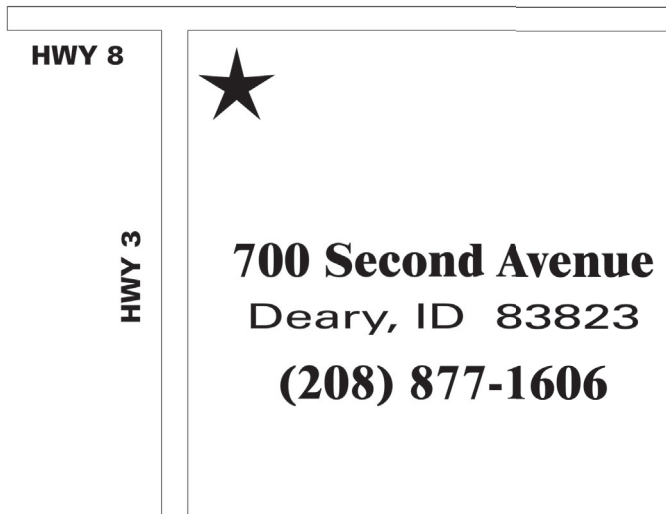 HWY 8
HWY 3
700 Second Avenue
Deary, ID 83823
(208) 877-1606